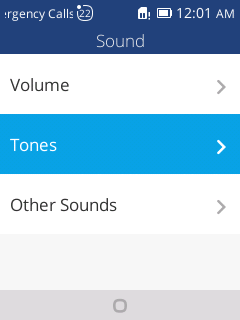 ergency Calls 22 12:01 AM
Sound
Volume
Tones
Other Sounds